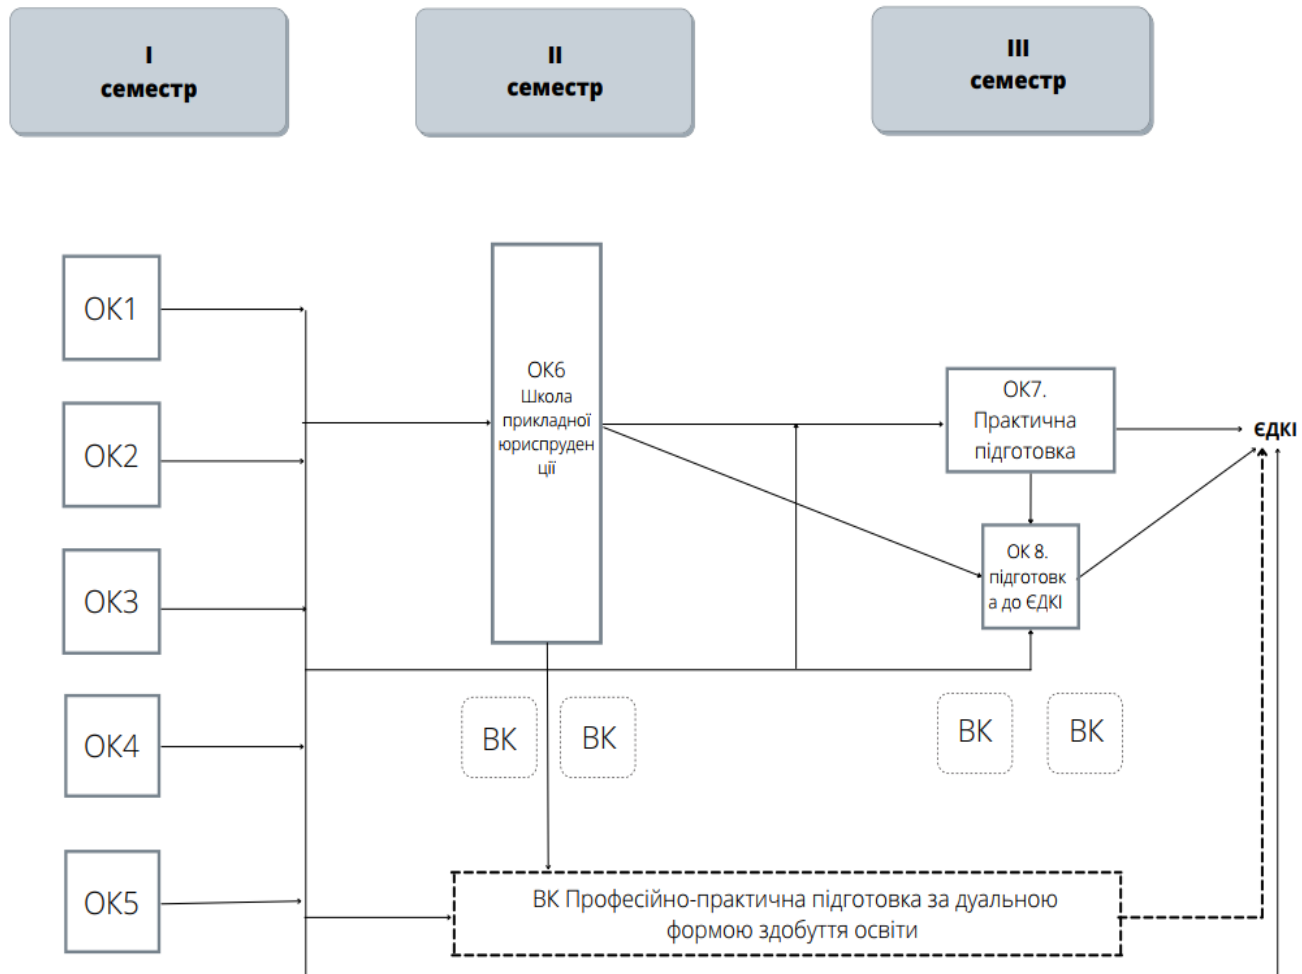 I
семестр
II
семестр
III
семестр
ОК1
ОК2
ОК3
ОК4
ОК5
ОК6
Школа
прикладної
юриспруден
ції
ОК7.
Практична
підготовка
ЄДКІ
ОК 8.
підготовк
а до ЄДКІ
ВК
ВК
ВК
ВК
ВК Професійно-практична підготовка за дуальною
формою здобуття освіти